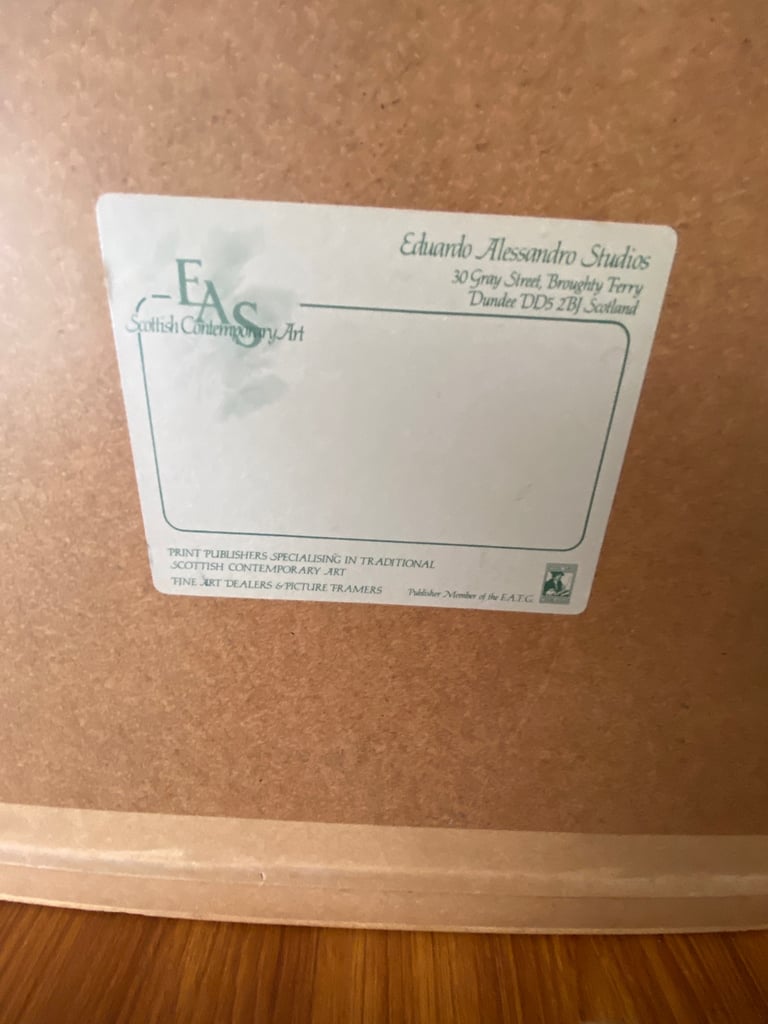 Eduardo Alessandro Studios
30 Gray Street, Broughty Ferry
Dundee DD5 2BJ Scotland
EAS
Scottish Contemporary Art
PRINT PUBLISHERS SPECIALISING IN TRADITIONAL
SCOTTISH CONTEMPORARY ART
FINE ART DEALERS & PICTURE FRAMERS
Publisher Member of the F.A.T.G.